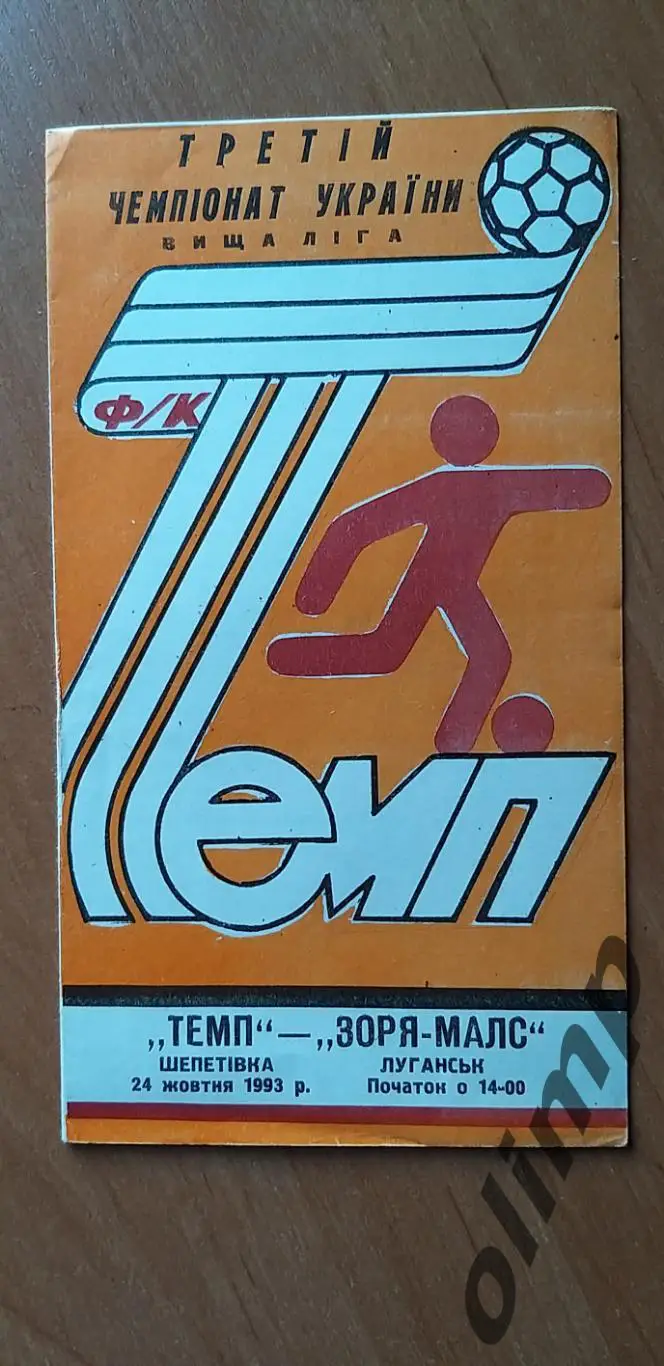 ТРЕТІЙ
ЧЕМПІОНАТ УКРАЇНИ
ВИЩА ЛІГА
Ф/К
Темп
„ТЕМП“—„ЗОРЯ-МАЛС“
ШЕПЕТІВКА ЛУГАНСЬК
24 жовтня 1993 р. Початок о 14-00
olimp